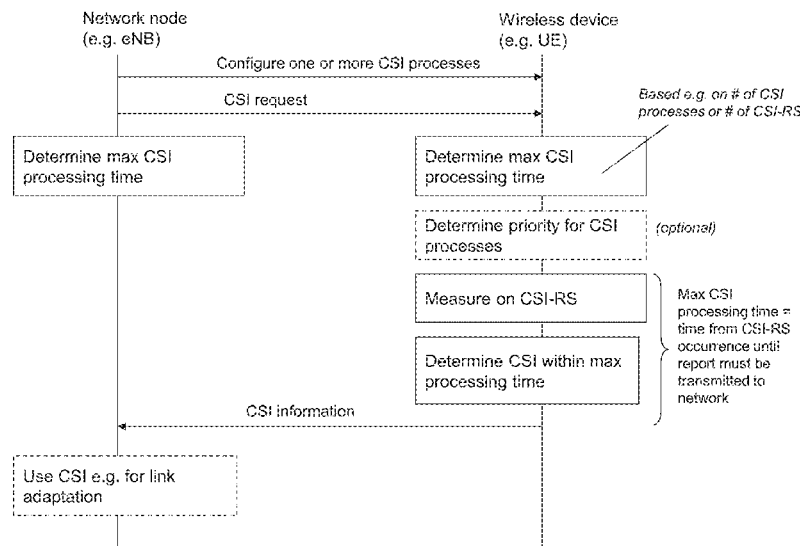 Network node
(e.g. eNB)
Wireless device
(e.g. UE)
Configure one or more CSI processes
CSI request
Based e.g. on # of CSI
processes or # of CSI-RS
Determine max CSI
processing time
Determine max CSI
processing time
Determine priority for CSI
processes
(optional)
Measure on CSI-RS
Max CSI
processing time =
time from CSI-RS
occurrence until
report must be
transmitted to
network
Determine CSI within max
processing time
CSI information
Use CSI e.g. for link
adaptation